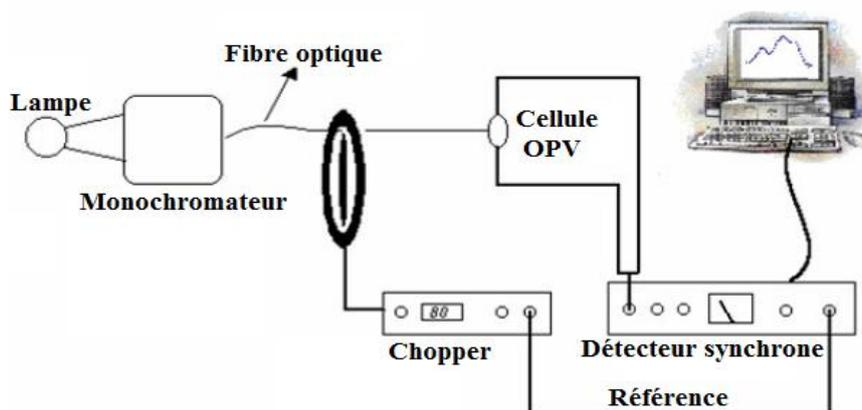 Fibre optique
Lampe
Cellule
OPV
Monochromateur
80
Chopper
Détecteur synchrone
Référence